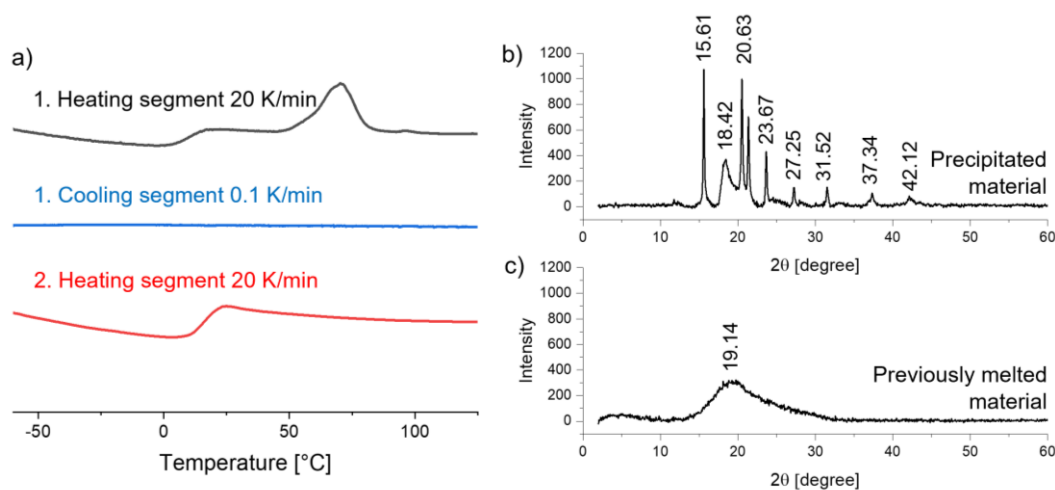 a)
1. Heating segment 20 K/min
1. Cooling segment 0.1 K/min
2. Heating segment 20 K/min
-50 0 50 100
Temperature [°C]
b)
1200
1000
800
600
400
200
0
Intensity
15.61
18.42
20.63
23.67
27.25
31.52
37.34
42.12
Precipitated
material
0 10 20 30 40 50 60
2θ [degree]
c)
1200
1000
800
600
400
200
0
Intensity
19.14
Previously melted
material
0 10 20 30 40 50 60
2θ [degree]